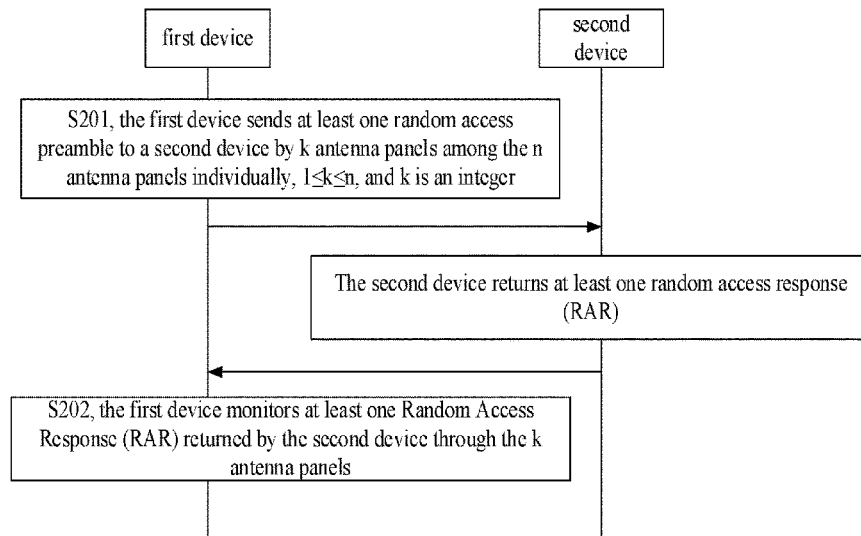 first device
second
device
S201, the first device sends at least one random access
preamble to a second device by k antenna panels among the n
antenna panels individually, 1≤k≤n, and k is an integer
The second device returns at least one random access response
(RAR)
S202, the first device monitors at least one Random Access
Response (RAR) returned by the second device through the k
antenna panels